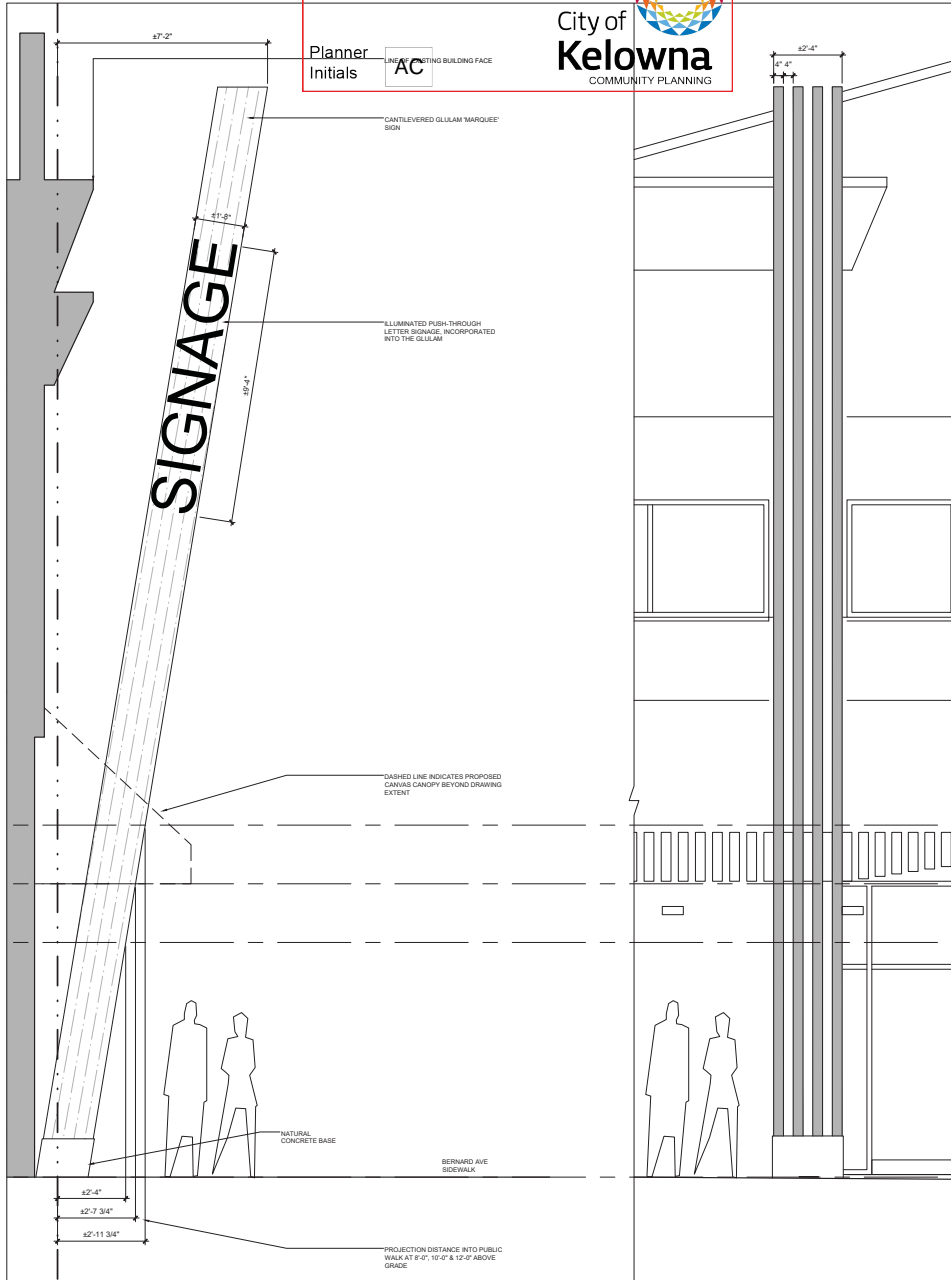 ±7'-2"
City of
Kelowna
COMMUNITY PLANNING
Planner
Initials
AC
LINE OF EXISTING BUILDING FACE
±2'-4"
4" 4"
CANTILEVERED GLULAM 'MARQUEE'
SIGN
±1'-8"
SIGNAGE
±9'-4"
ILLUMINATED PUSH-THROUGH
LETTER SIGNAGE, INCORPORATED
INTO THE GLULAM
DASHED LINE INDICATES PROPOSED
CANVAS CANOPY BEYOND DRAWING
EXTENT
NATURAL
CONCRETE BASE
BERNARD AVE
SIDEWALK
±2'-4"
±2'-7 3/4"
±2'-11 3/4"
PROJECTION DISTANCE INTO PUBLIC
WALK AT 8'-0", 10'-0" & 12'-0" ABOVE
GRADE